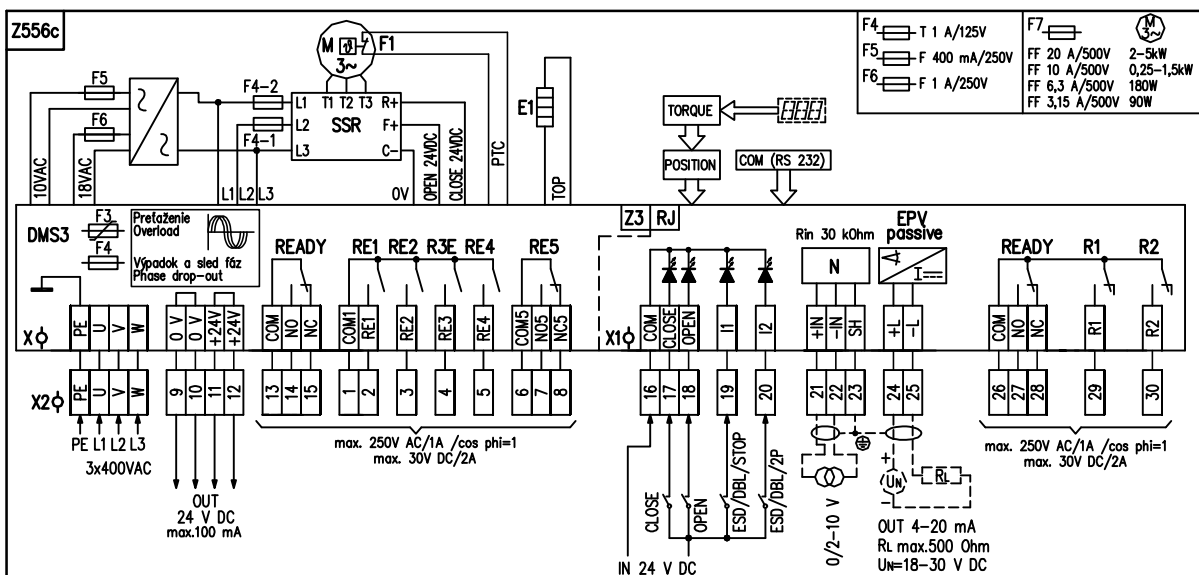 Z556c
F5
F6
10VAC
18VAC
F4-2
F4-1
L1 L2 L3
M
3~
F1
T1 T2 T3
L1
L2
L3
SSR
R+
F+
C-
0V
OPEN 24VDC
CLOSE 24VDC
PTC
E1
TOP
TORQUE
POSITION
COM (RS 232)
F4 T 1 A/125V
F5 F 400 mA/250V
F6 F 1 A/250V
F7
M
3~
FF 20 A/500V 2-5kW
FF 10 A/500V 0,25-1,5kW
FF 6,3 A/500V 180W
FF 3,15 A/500V 90W
DMS3
F3
F4
Preťaženie
Overload
Výpadok a sled fáz
Phase drop-out
READY
RE1 RE2 R3E RE4
RE5
Z3 RJ
Rin 30 kOhm
N
EPV
passive
READY
R1
R2
X
PE U V W
0 V 0 V +24V +24V
COM NO NC
COM1 RE1 RE2 RE3 RE4
COM5 NO5 NC5
X1
COM CLOSE OPEN I1 I2
+IN -IN SH
+L -L
COM NO NC R1 R2
X2
PE U V W
9 10 11 12
13 14 15
1 2 3 4 5
6 7 8
16 17 18 19 20
21 22 23
24 25
26 27 28 29 30
PE L1 L2 L3
3x400VAC
OUT
24 V DC
max.100 mA
max. 250V AC/1A /cos phi=1
max. 30V DC/2A
CLOSE
OPEN
ESD/DBL/STOP
ESD/DBL/2P
IN 24 V DC
0/2-10 V
+
UN
-
RL
OUT 4-20 mA
RL max.500 Ohm
UN=18-30 V DC
max. 250V AC/1A /cos phi=1
max. 30V DC/2A